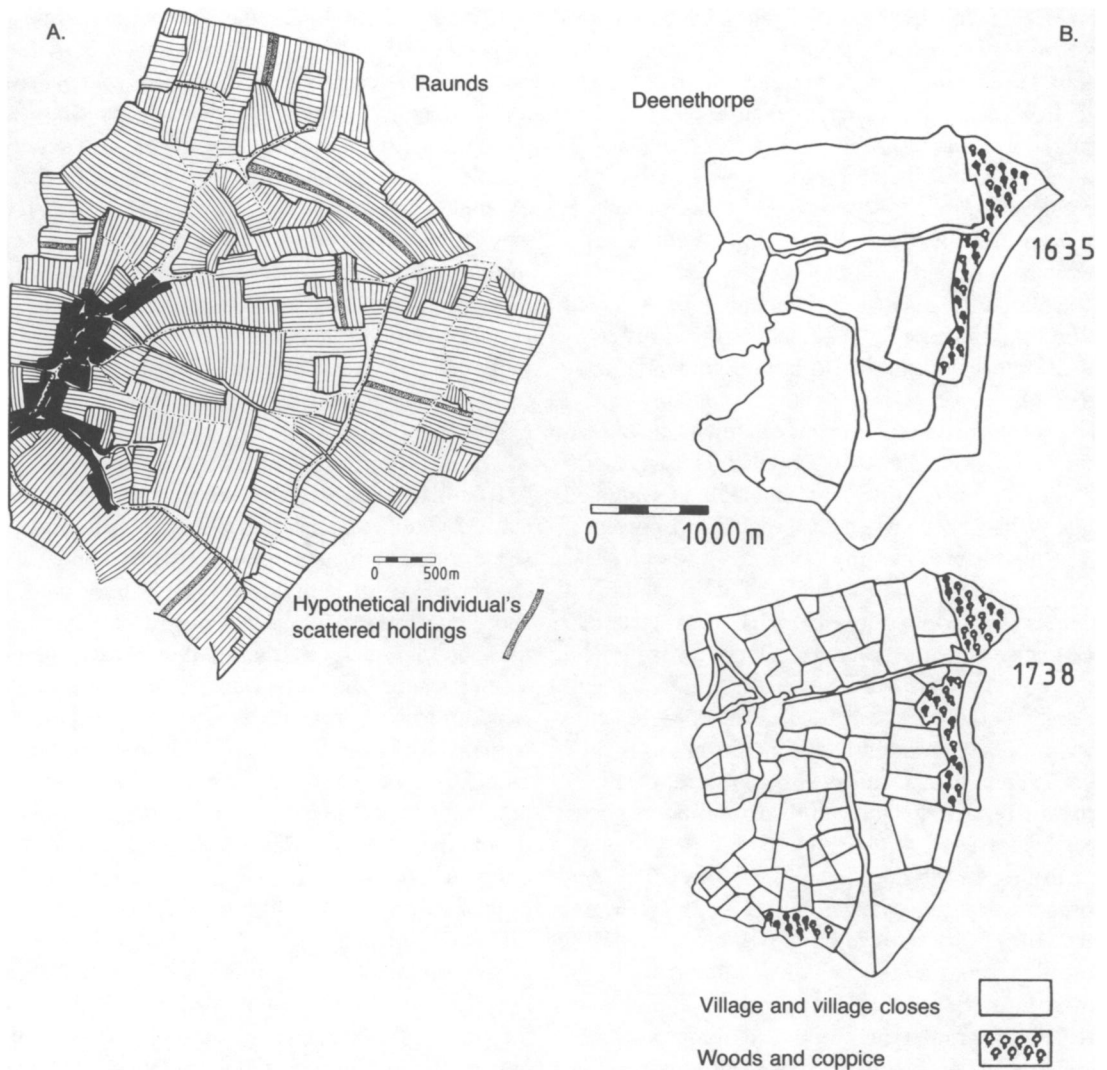 A.
Raunds
0 500m
Hypothetical individual's
scattered holdings
B.
Deenethorpe
1635
0 1000m
1738
Village and village closes
Woods and coppice